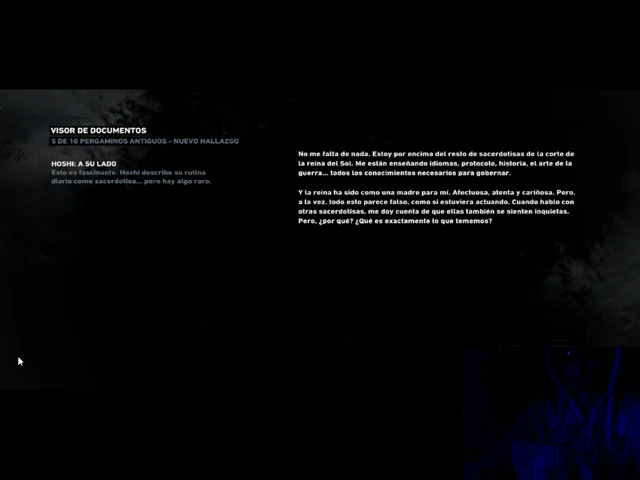 VISOR DE DOCUMENTOS
5 DE 10 PERGAMINOS ANTIGUOS - NUEVO HALLAZGO
HOSHI: A SU LADO
Esto es fascinante. Hoshi describe su rutina
diaria como sacerdotisa... pero hay algo raro.
No me falta de nada. Estoy por encima del resto de sacerdotisas de la corte de
la reina del Sol. Me están enseñando idiomas, protocolo, historia, el arte de la
guerra... todos los conocimientos necesarios para gobernar.
Y la reina ha sido como una madre para mí. Afectuosa, atenta y cariñosa. Pero,
a la vez, todo esto parece falso, como si estuviera actuando. Cuando hablo con
otras sacerdotisas, me doy cuenta de que ellas también se sienten inquietas.
Pero, ¿por qué? ¿Qué es exactamente lo que tememos?